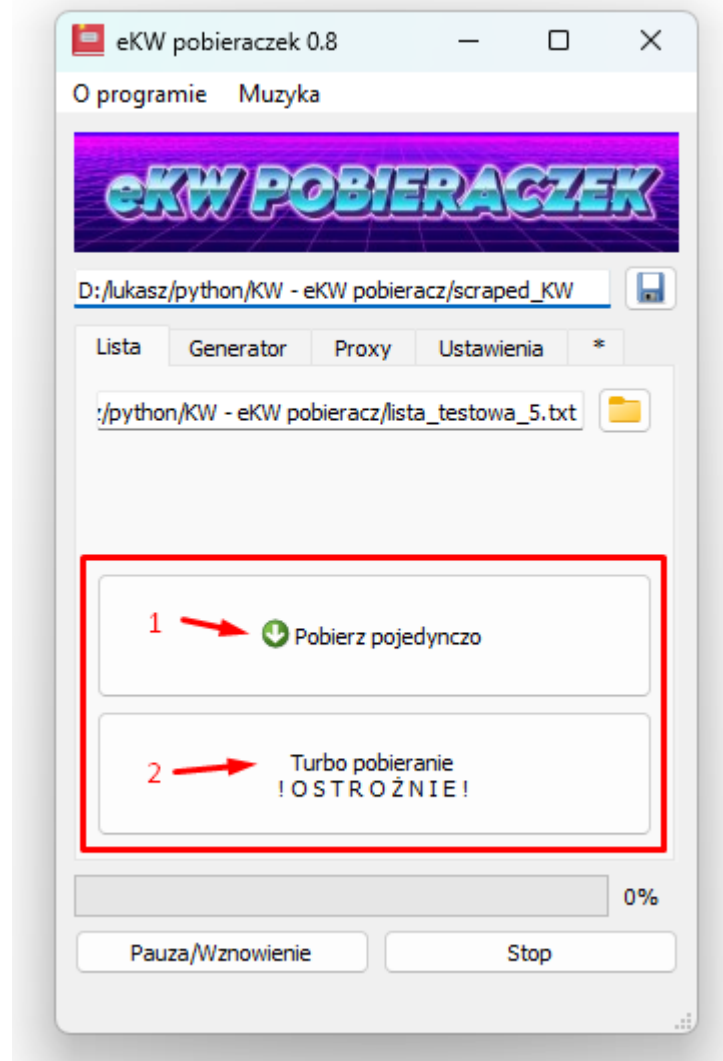 eKW pobieraczek 0.8
O programie Muzyka
eKW POBIERACZEK
D:/lukasz/python/KW - eKW pobieracz/scraped_KW
Lista Generator Proxy Ustawienia *
:/python/KW - eKW pobieracz/lista_testowa_5.txt
1 Pobierz pojedynczo
2 Turbo pobieranie
! O S T R O Ż N I E !
0%
Pauza/Wznowienie Stop